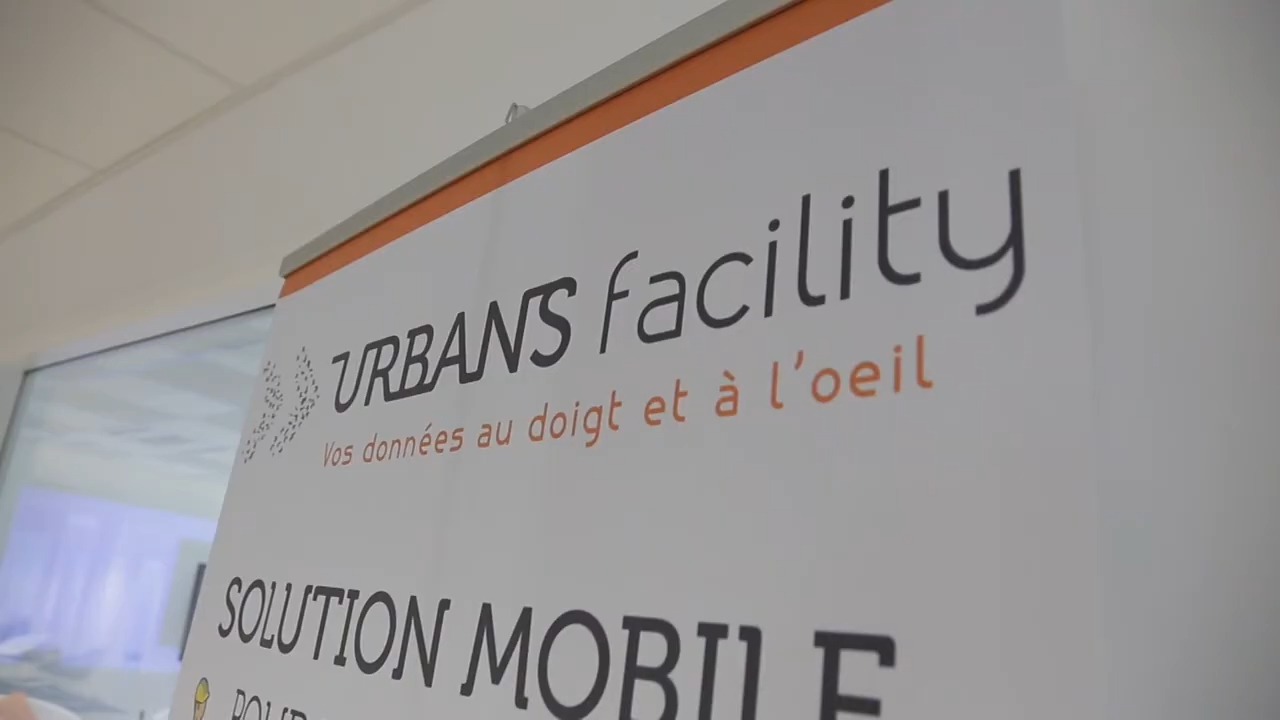 URBANS facility
Vos données au doigt et à l'oeil
SOLUTION MOBILE